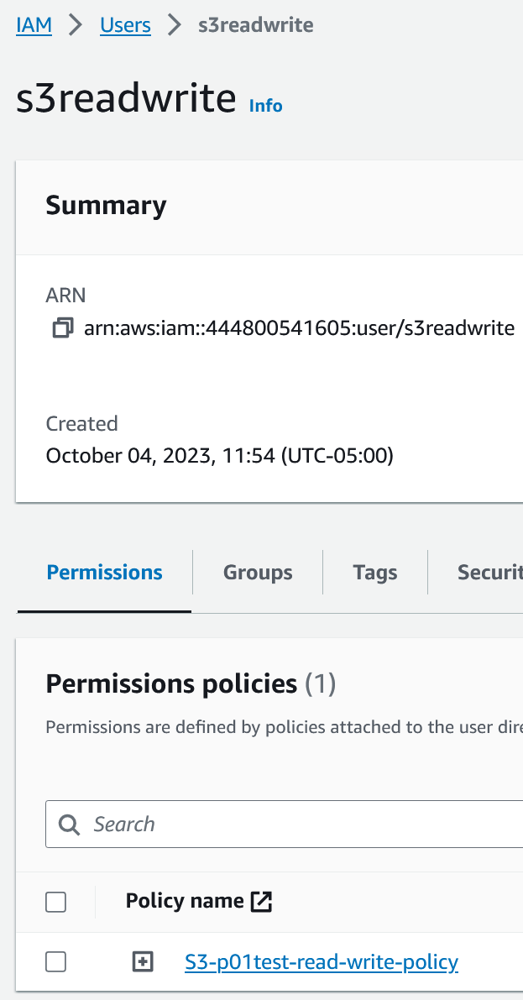 IAM > Users > s3readwrite
s3readwrite Info
Summary
ARN
arn:aws:iam::444800541605:user/s3readwrite
Created
October 04, 2023, 11:54 (UTC-05:00)
Permissions Groups Tags Securit
Permissions policies (1)
Permissions are defined by policies attached to the user dire
Search
Policy name
S3-p01test-read-write-policy